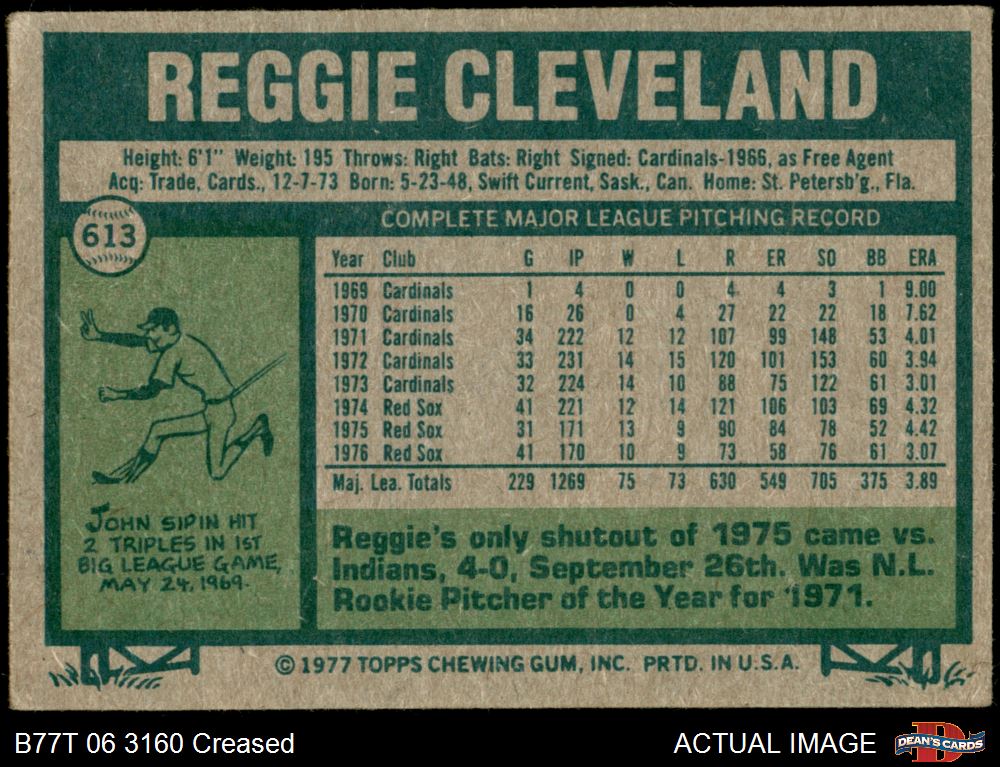 REGGIE CLEVELAND
Height: 6'1" Weight: 195 Throws: Right Bats: Right Signed: Cardinals-1966, as Free Agent
Acq: Trade, Cards., 12-7-73 Born: 5-23-48, Swift Current, Sask., Can. Home: St. Petersb'g., Fla.
613
COMPLETE MAJOR LEAGUE PITCHING RECORD
Year Club G IP W L R ER SO BB ERA
1969 Cardinals 1 4 0 0 4 4 3 1 9.00
1970 Cardinals 16 26 0 4 27 22 22 18 7.62
1971 Cardinals 34 222 12 12 107 99 148 53 4.01
1972 Cardinals 33 231 14 15 120 101 153 60 3.94
1973 Cardinals 32 224 14 10 88 75 122 61 3.01
1974 Red Sox 41 221 12 14 121 106 103 69 4.32
1975 Red Sox 31 171 13 9 90 84 78 52 4.42
1976 Red Sox 41 170 10 9 73 58 76 61 3.07
Maj. Lea. Totals 229 1269 75 73 630 549 705 375 3.89
JOHN SIPIN HIT
2 TRIPLES IN 1ST
BIG LEAGUE GAME,
MAY 24, 1969.
Reggie's only shutout of 1975 came vs.
Indians, 4-0, September 26th. Was N.L.
Rookie Pitcher of the Year for 1971.
© 1977 TOPPS CHEWING GUM, INC. PRTD. IN U.S.A.
B77T 06 3160 Creased
ACTUAL IMAGE
D
DEAN'S CARDS